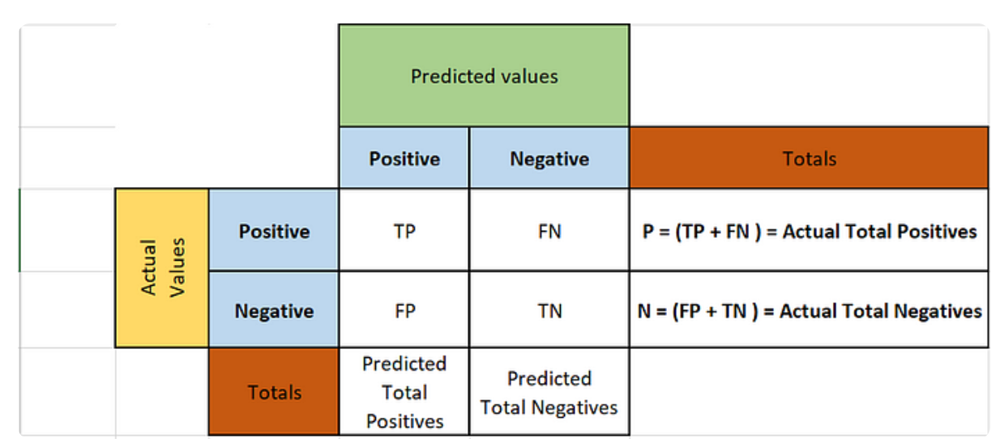 Predicted values
Positive
Negative
Totals
Actual
Values
Positive
TP
FN
P = (TP + FN ) = Actual Total Positives
Negative
FP
TN
N = (FP + TN ) = Actual Total Negatives
Totals
Predicted
Total
Positives
Predicted
Total Negatives